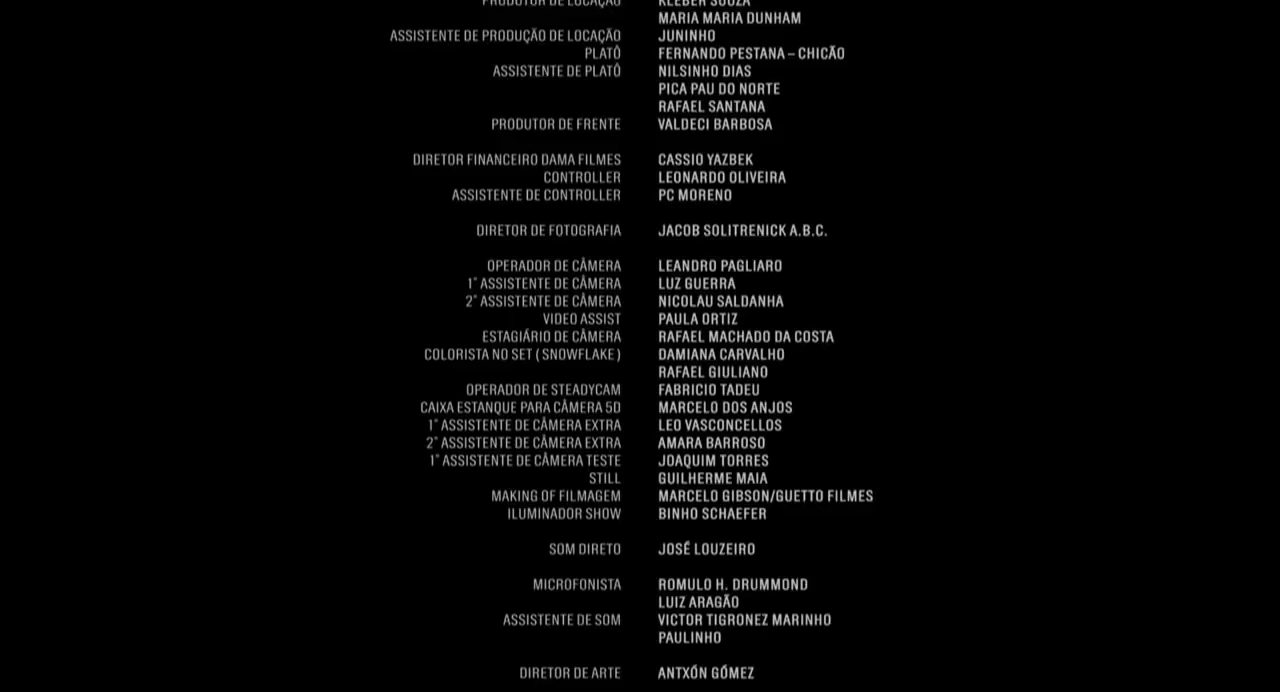 PRODUTOR DE LOCAÇÃO KLEBER SOUZA
MARIA MARIA DUNHAM
ASSISTENTE DE PRODUÇÃO DE LOCAÇÃO JUNINHO
PLATÔ FERNANDO PESTANA – CHICÃO
ASSISTENTE DE PLATÔ NILSINHO DIAS
PICA PAU DO NORTE
RAFAEL SANTANA
PRODUTOR DE FRENTE VALDECI BARBOSA
DIRETOR FINANCEIRO DAMA FILMES CASSIO YAZBEK
CONTROLLER LEONARDO OLIVEIRA
ASSISTENTE DE CONTROLLER PC MORENO
DIRETOR DE FOTOGRAFIA JACOB SOLITRENICK A.B.C.
OPERADOR DE CÂMERA LEANDRO PAGLIARO
1° ASSISTENTE DE CÂMERA LUZ GUERRA
2° ASSISTENTE DE CÂMERA NICOLAU SALDANHA
VIDEO ASSIST PAULA ORTIZ
ESTAGIÁRIO DE CÂMERA RAFAEL MACHADO DA COSTA
COLORISTA NO SET ( SNOWFLAKE ) DAMIANA CARVALHO
RAFAEL GIULIANO
OPERADOR DE STEADYCAM FABRICIO TADEU
CAIXA ESTANQUE PARA CÂMERA 5D MARCELO DOS ANJOS
1° ASSISTENTE DE CÂMERA EXTRA LEO VASCONCELLOS
2° ASSISTENTE DE CÂMERA EXTRA AMARA BARROSO
1° ASSISTENTE DE CÂMERA TESTE JOAQUIM TORRES
STILL GUILHERME MAIA
MAKING OF FILMAGEM MARCELO GIBSON/GUETTO FILMES
ILUMINADOR SHOW BINHO SCHAEFER
SOM DIRETO JOSÉ LOUZEIRO
MICROFONISTA ROMULO H. DRUMMOND
LUIZ ARAGÃO
ASSISTENTE DE SOM VICTOR TIGRONEZ MARINHO
PAULINHO
DIRETOR DE ARTE ANTXÓN GÓMEZ